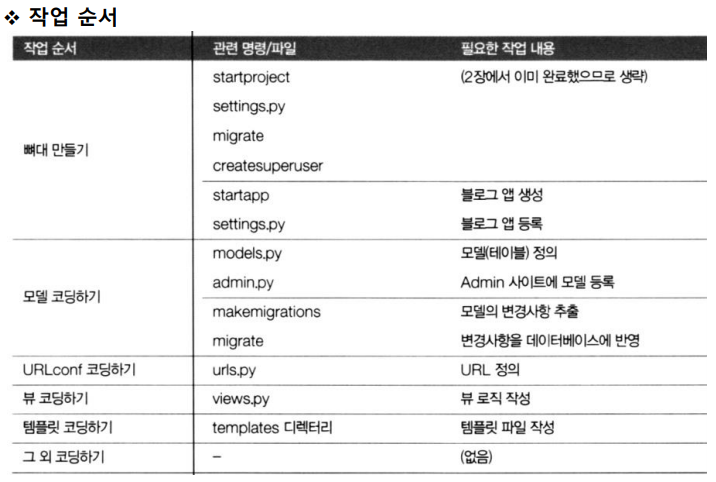 ❖ 작업 순서
작업 순서 관련 명령/파일 필요한 작업 내용
뼈대 만들기
startproject (2장에서 이미 완료했으므로 생략)
settings.py
migrate
createsuperuser
startapp 블로그 앱 생성
settings.py 블로그 앱 등록
모델 코딩하기
models.py 모델(테이블) 정의
admin.py Admin 사이트에 모델 등록
makemigrations 모델의 변경사항 추출
migrate 변경사항을 데이터베이스에 반영
URLconf 코딩하기 urls.py URL 정의
뷰 코딩하기 views.py 뷰 로직 작성
템플릿 코딩하기 templates 디렉터리 템플릿 파일 작성
그 외 코딩하기 – (없음)